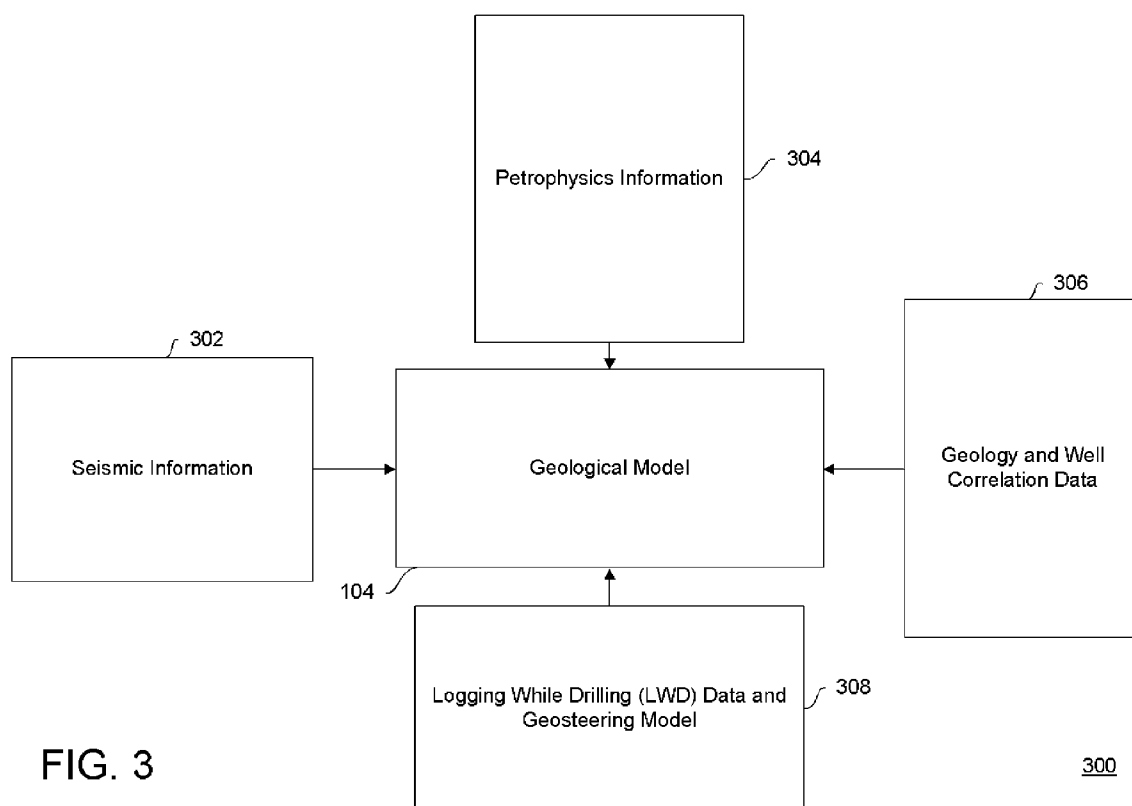 Petrophysics Information
304
306
302
Seismic Information
Geological Model
Geology and Well
Correlation Data
104
Logging While Drilling (LWD) Data and
Geosteering Model
308
FIG. 3
300